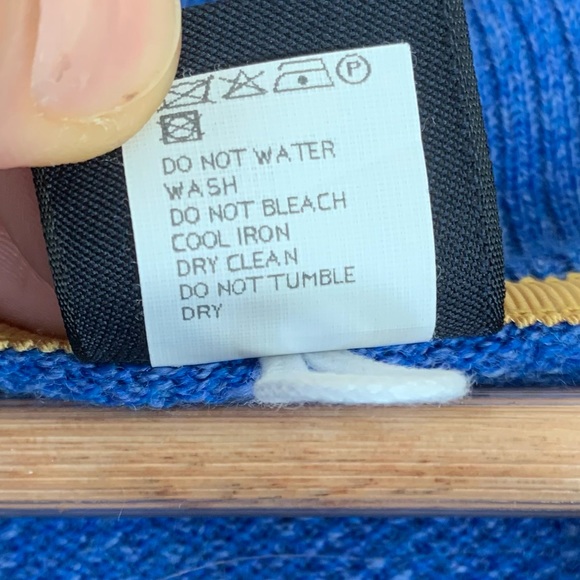 P
DO NOT WATER
WASH
DO NOT BLEACH
COOL IRON
DRY CLEAN
DO NOT TUMBLE
DRY